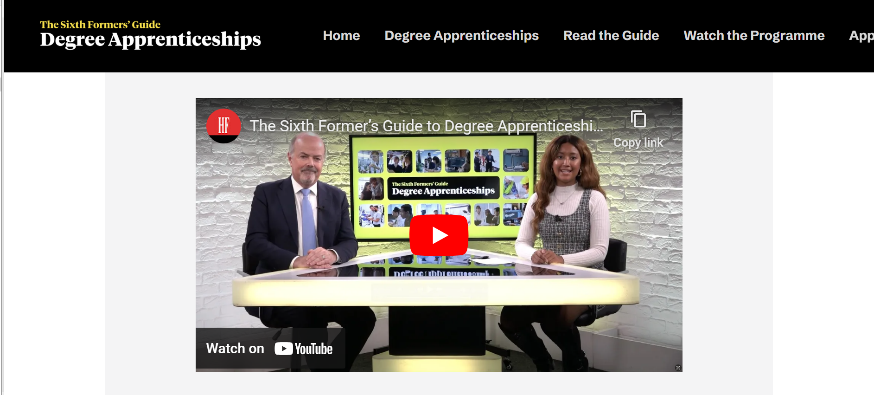 The Sixth Formers' Guide
Degree Apprenticeships
Home Degree Apprenticeships Read the Guide Watch the Programme App
HF
The Sixth Former's Guide to Degree Apprenticeshi...
Copy link
The Sixth Formers' Guide
Degree Apprenticeships
Watch on YouTube